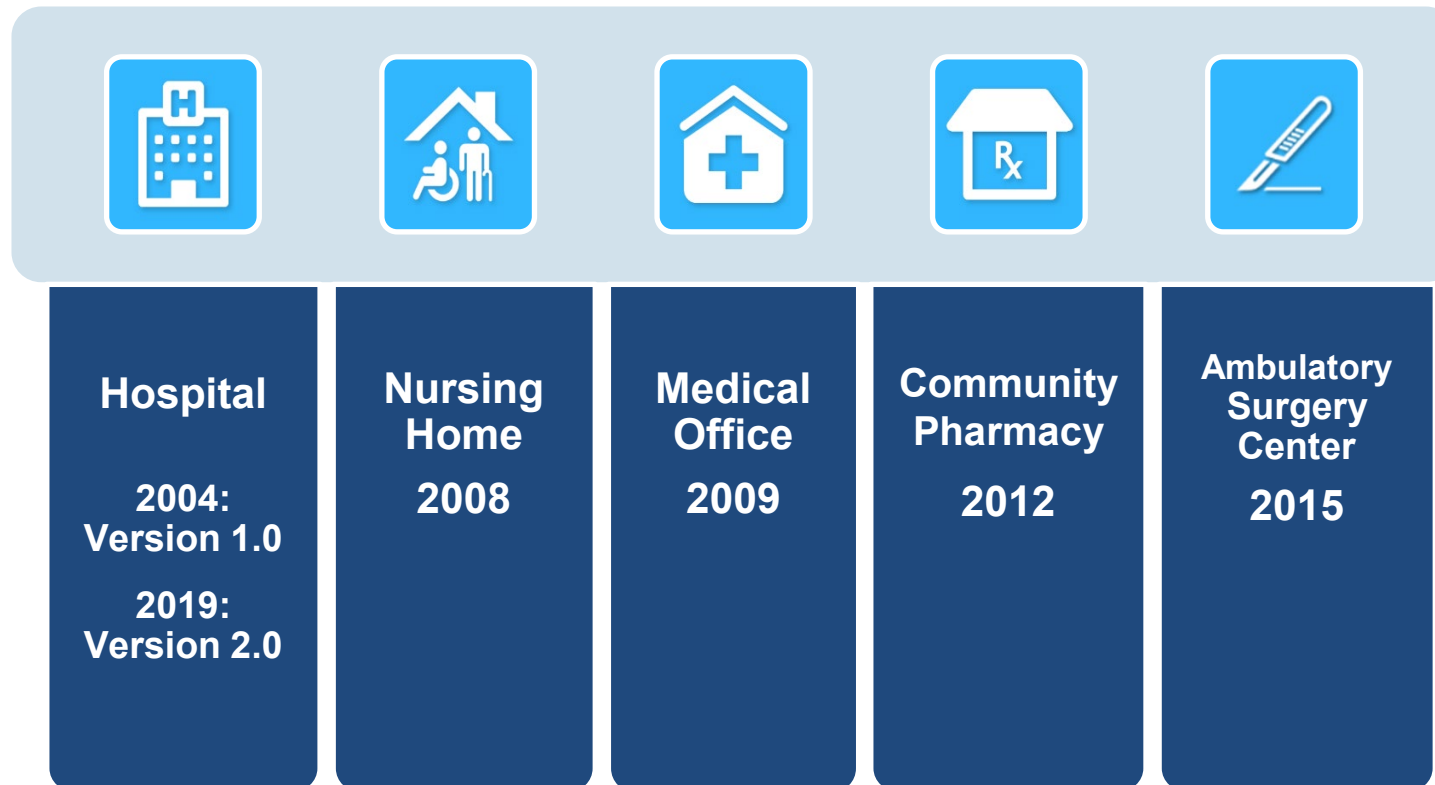 H
Rx
Hospital
2004:
Version 1.0
2019:
Version 2.0
Nursing
Home
2008
Medical
Office
2009
Community
Pharmacy
2012
Ambulatory
Surgery
Center
2015